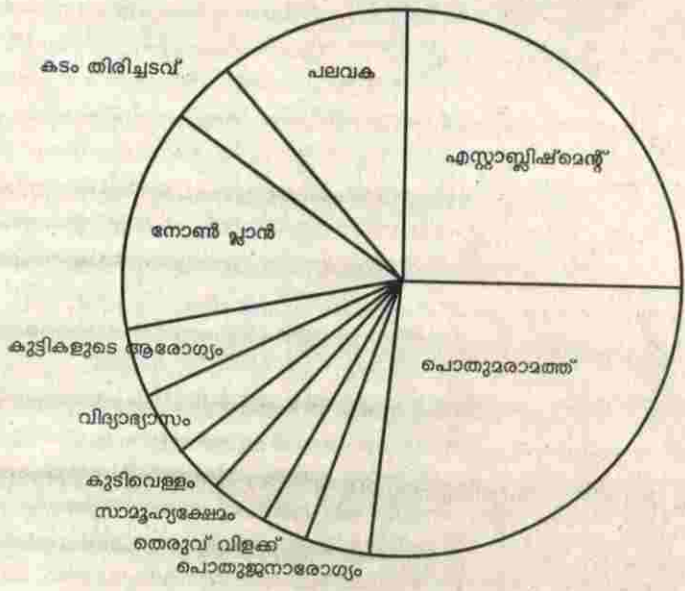 കടം തിരിച്ചടവ്
പലവക
എസ്റ്റാബ്ലിഷ്മെന്റ്
നോൺ പ്ലാൻ
കുട്ടികളുടെ ആരോഗ്യം
പൊതുമരാമത്ത്
വിദ്യാഭ്യാസം
കുടിവെള്ളം
സാമൂഹ്യക്ഷേമം
തെരുവ് വിളക്ക്
പൊതുജനാരോഗ്യം